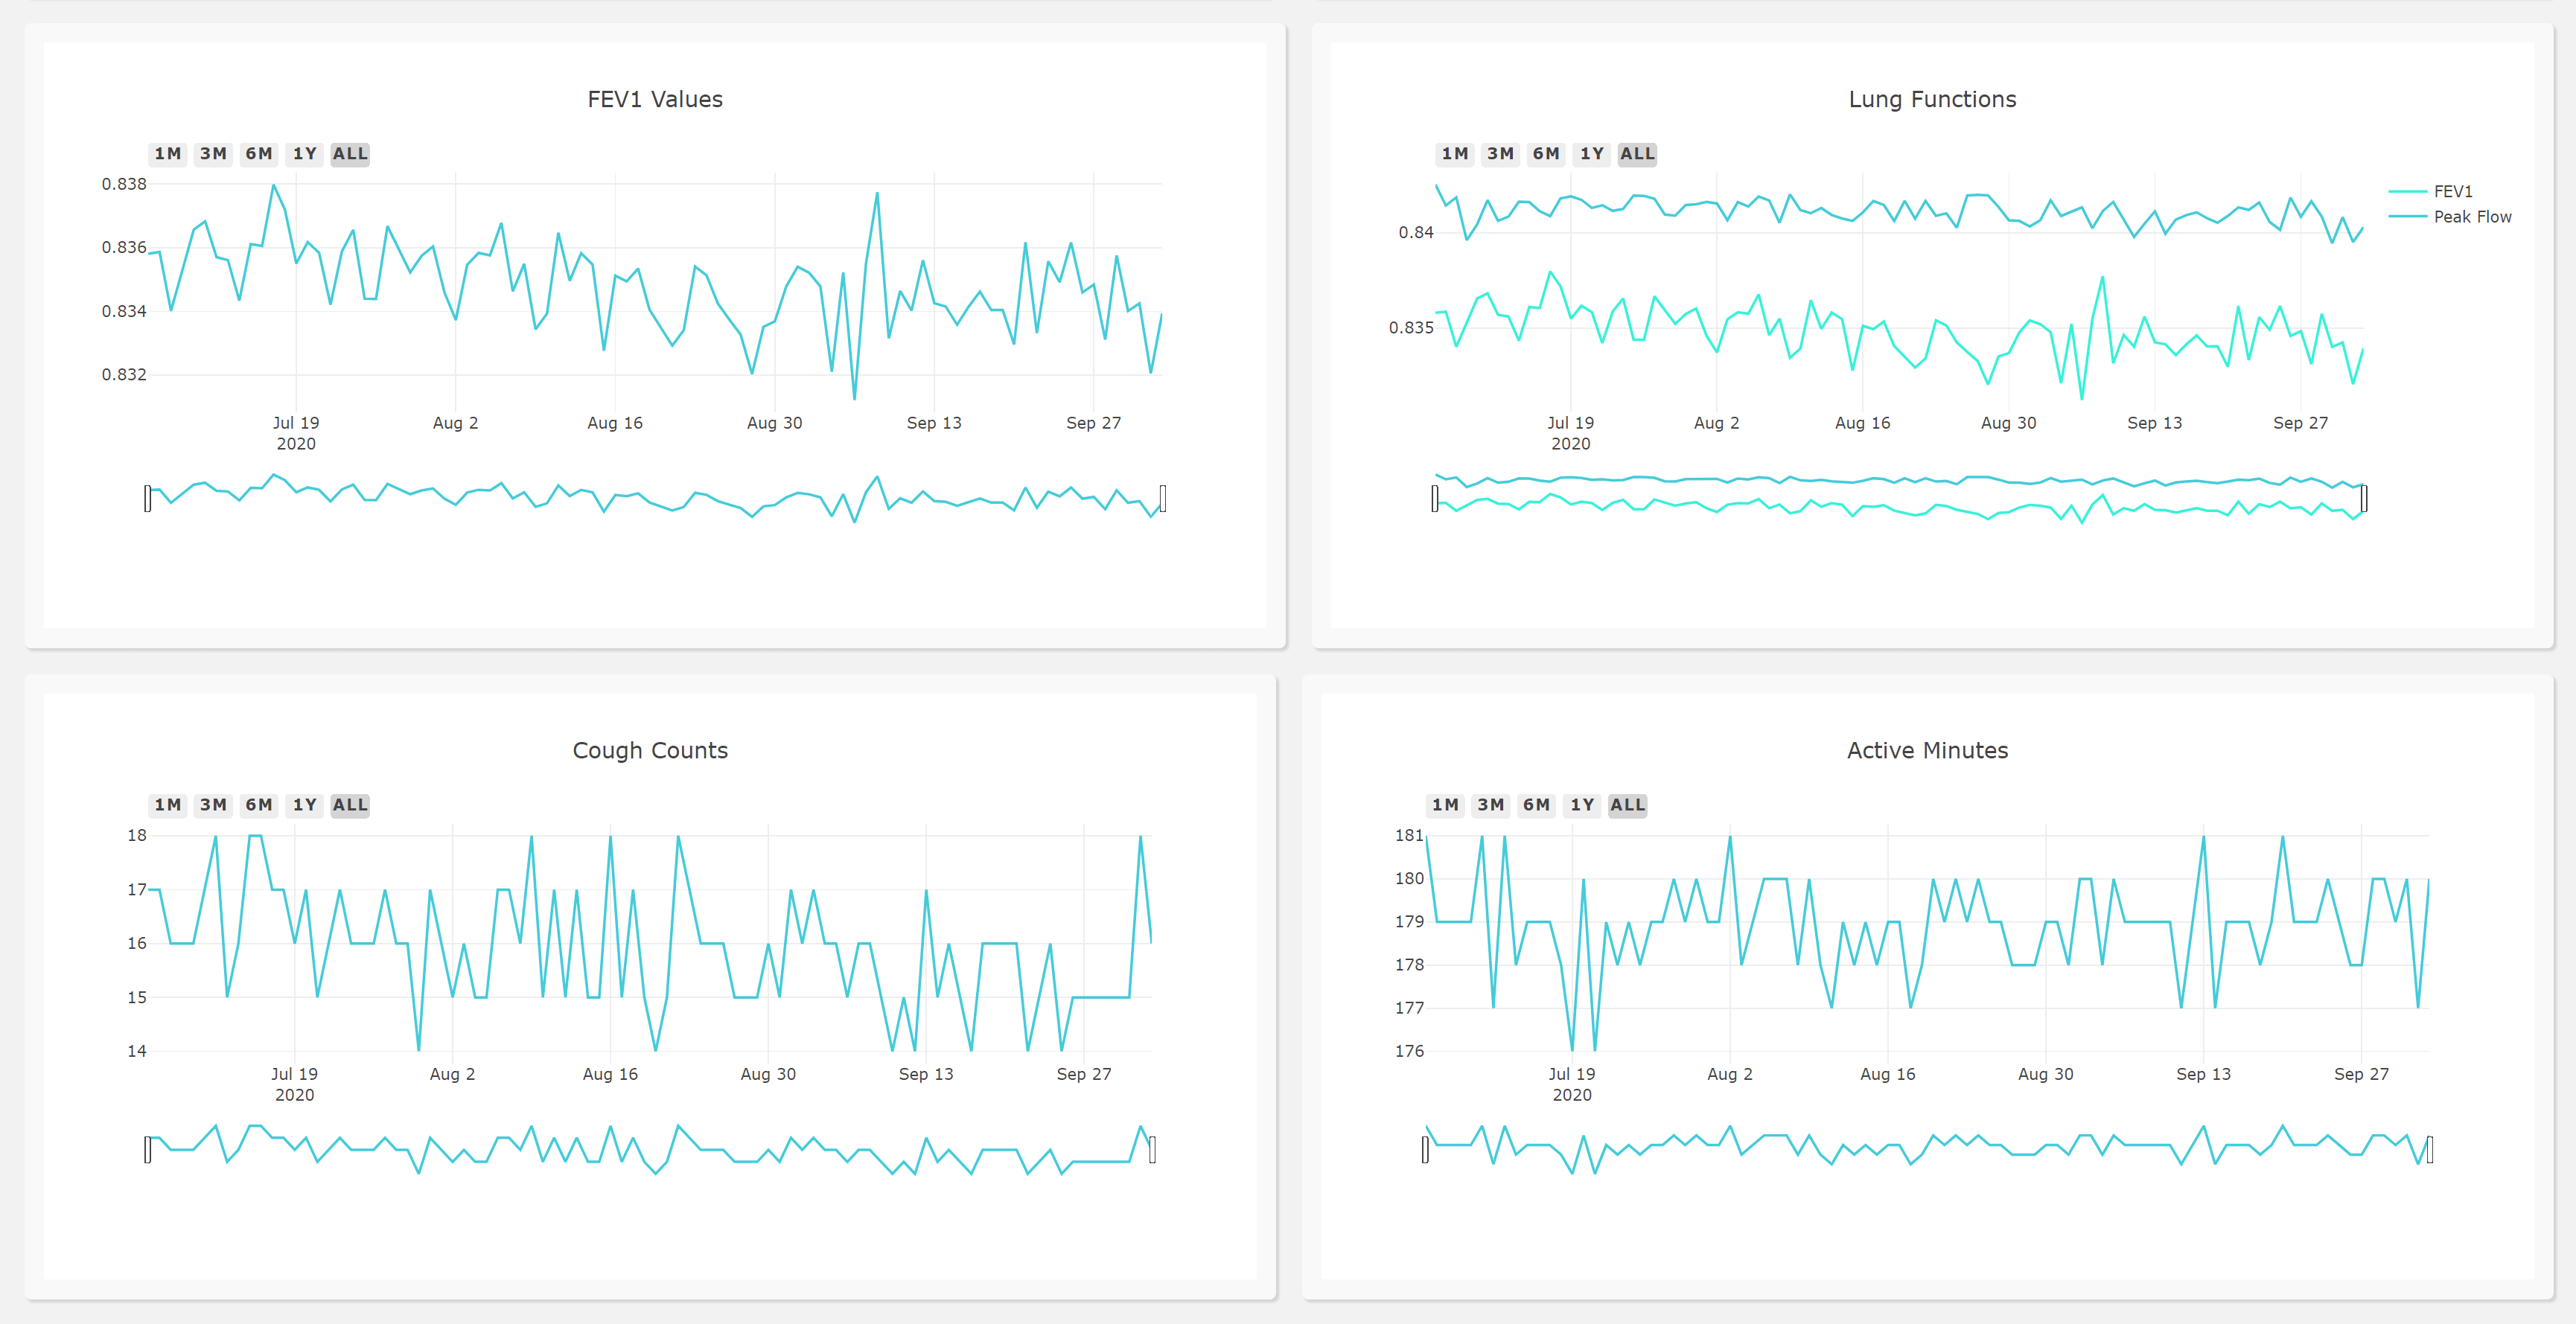 FEV1 Values
1M 3M 6M 1Y ALL
0.838
0.836
0.834
0.832
Jul 19 Aug 2 Aug 16 Aug 30 Sep 13 Sep 27
2020
Lung Functions
1M 3M 6M 1Y ALL
FEV1
Peak Flow
0.84
0.835
Jul 19 Aug 2 Aug 16 Aug 30 Sep 13 Sep 27
2020
Cough Counts
1M 3M 6M 1Y ALL
18
17
16
15
14
Jul 19 Aug 2 Aug 16 Aug 30 Sep 13 Sep 27
2020
Active Minutes
1M 3M 6M 1Y ALL
181
180
179
178
177
176
Jul 19 Aug 2 Aug 16 Aug 30 Sep 13 Sep 27
2020